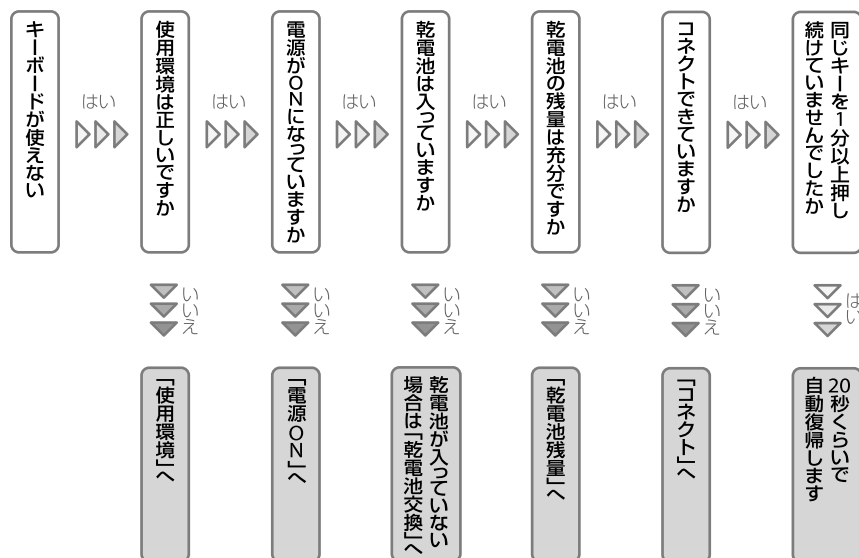 キーボードが使えない
はい
使用環境は正しいですか
はい
電源がONになっていますか
はい
乾電池は入っていますか
はい
乾電池の残量は充分ですか
はい
コネクトできていますか
はい
同じキーを1分以上押し
続けていませんでしたか
いいえ
「使用環境」へ
いいえ
「電源ON」へ
いいえ
乾電池が入っていない
場合は「乾電池交換」へ
いいえ
「乾電池残量」へ
いいえ
「コネクト」へ
はい
20秒くらいで
自動復帰します